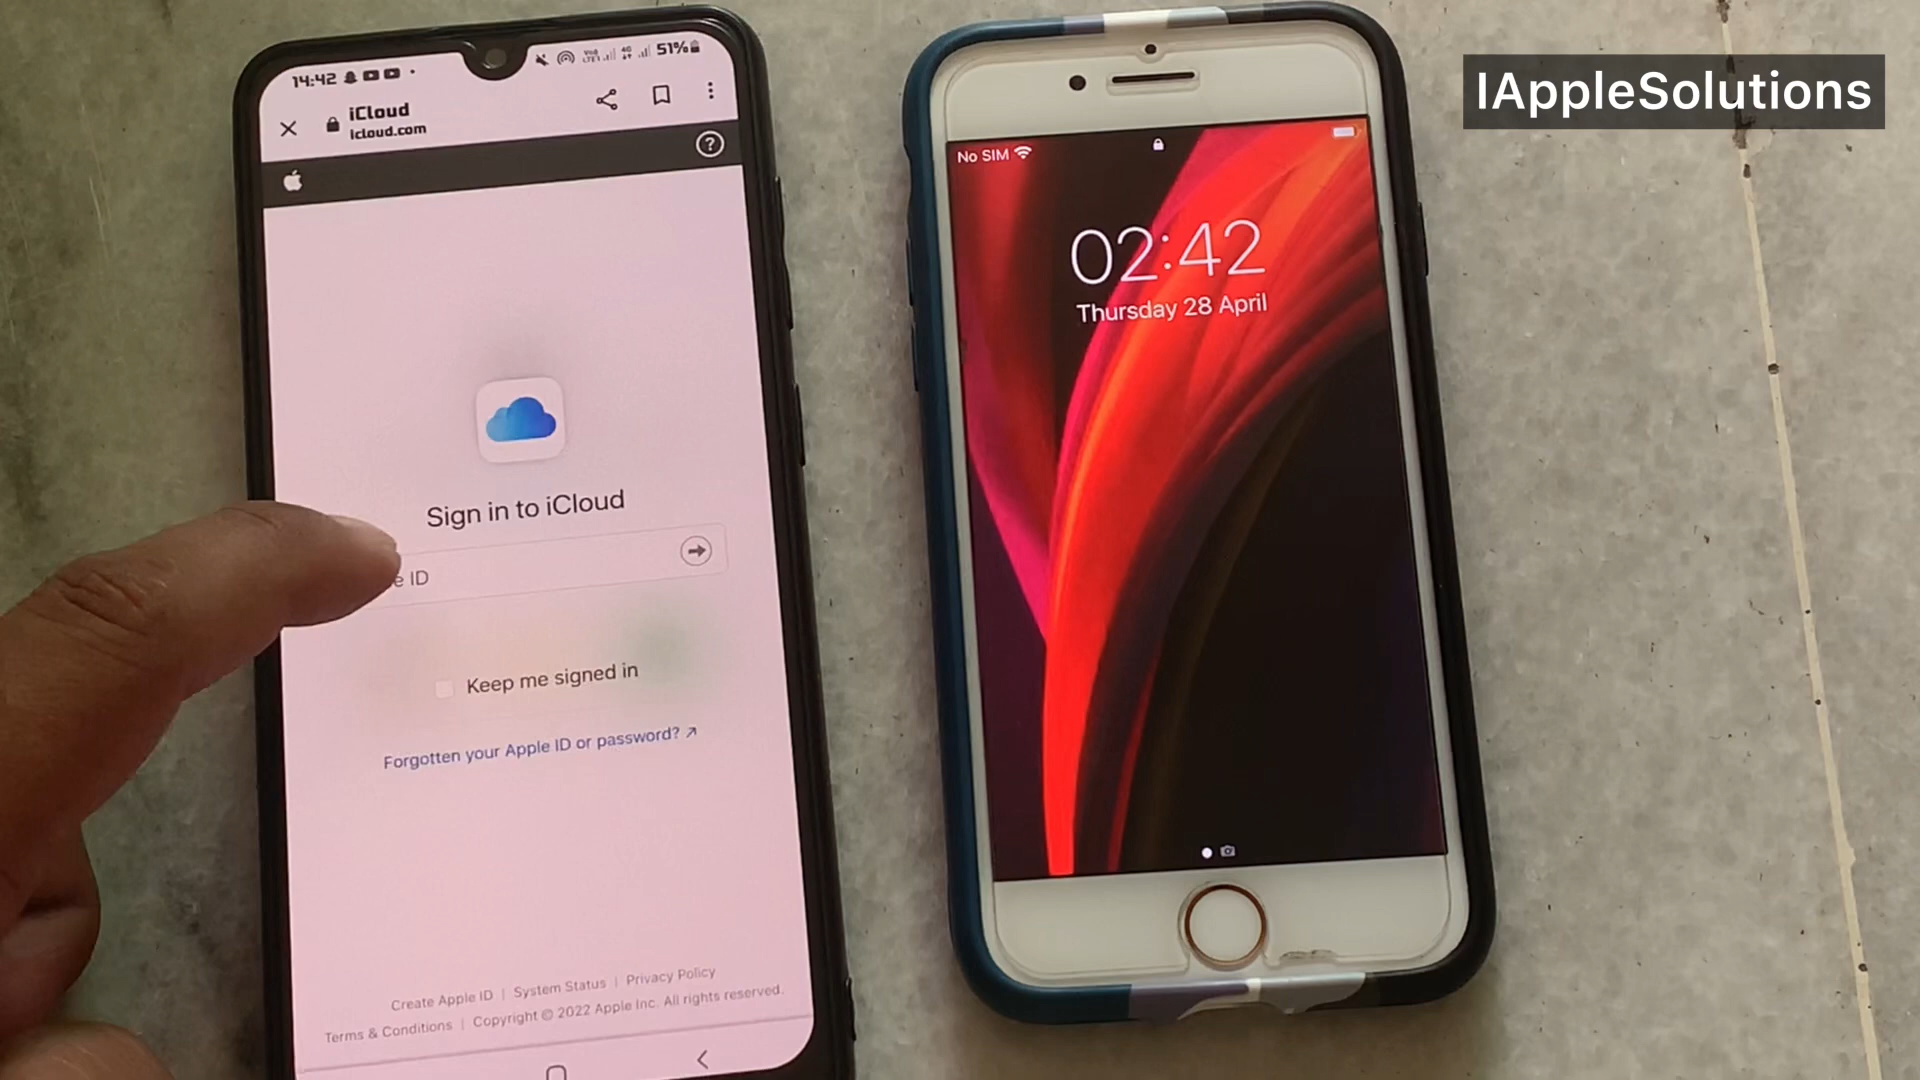 14:42
51%
iCloud
icloud.com
Sign in to iCloud
e ID
Keep me signed in
Forgotten your Apple ID or password?
Create Apple ID | System Status | Privacy Policy
Terms & Conditions | Copyright © 2022 Apple Inc. All rights reserved.
No SIM
02:42
Thursday 28 April
IAppleSolutions